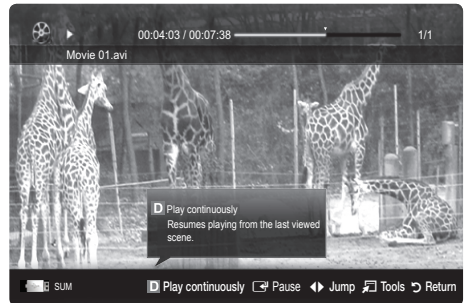 00:04:03 / 00:07:38
1/1
Movie 01.avi
D Play continuously
Resumes playing from the last viewed
scene.
SUM
D Play continuously Pause Jump Tools Return